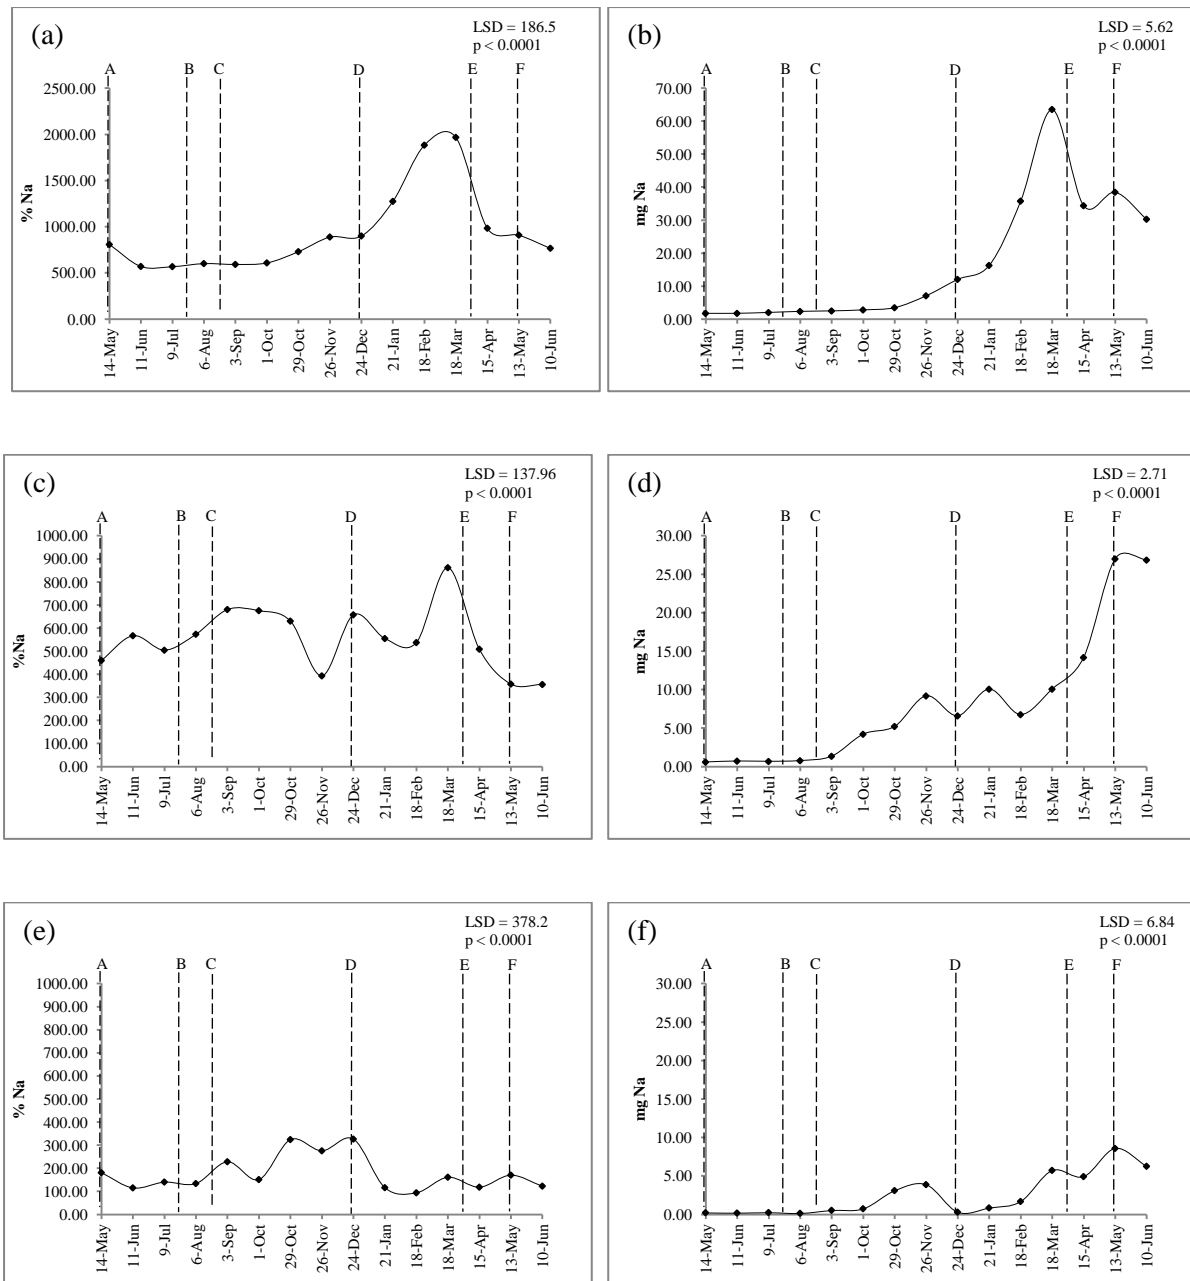 (a)
LSD = 186.5
p < 0.0001
A B C D E F
2500.00
2000.00
1500.00
1000.00
500.00
0.00
% Na
14-May 11-Jun 9-Jul 6-Aug 3-Sep 1-Oct 29-Oct 26-Nov 24-Dec 21-Jan 18-Feb 18-Mar 15-Apr 13-May 10-Jun
(b)
LSD = 5.62
p < 0.0001
A B C D E F
70.00
60.00
50.00
40.00
30.00
20.00
10.00
0.00
mg Na
14-May 11-Jun 9-Jul 6-Aug 3-Sep 1-Oct 29-Oct 26-Nov 24-Dec 21-Jan 18-Feb 18-Mar 15-Apr 13-May 10-Jun
(c)
LSD = 137.96
p < 0.0001
A B C D E F
1000.00
900.00
800.00
700.00
600.00
500.00
400.00
300.00
200.00
100.00
0.00
%Na
14-May 11-Jun 9-Jul 6-Aug 3-Sep 1-Oct 29-Oct 26-Nov 24-Dec 21-Jan 18-Feb 18-Mar 15-Apr 13-May 10-Jun
(d)
LSD = 2.71
p < 0.0001
A B C D E F
30.00
25.00
20.00
15.00
10.00
5.00
0.00
mg Na
14-May 11-Jun 9-Jul 6-Aug 3-Sep 1-Oct 29-Oct 26-Nov 24-Dec 21-Jan 18-Feb 18-Mar 15-Apr 13-May 10-Jun
(e)
LSD = 378.2
p < 0.0001
A B C D E F
1000.00
900.00
800.00
700.00
600.00
500.00
400.00
300.00
200.00
100.00
0.00
% Na
14-May 11-Jun 9-Jul 6-Aug 3-Sep 1-Oct 29-Oct 26-Nov 24-Dec 21-Jan 18-Feb 18-Mar 15-Apr 13-May 10-Jun
(f)
LSD = 6.84
p < 0.0001
A B C D E F
30.00
25.00
20.00
15.00
10.00
5.00
0.00
mg Na
14-May 11-Jun 9-Jul 6-Aug 3-Sep 1-Oct 29-Oct 26-Nov 24-Dec 21-Jan 18-Feb 18-Mar 15-Apr 13-May 10-Jun